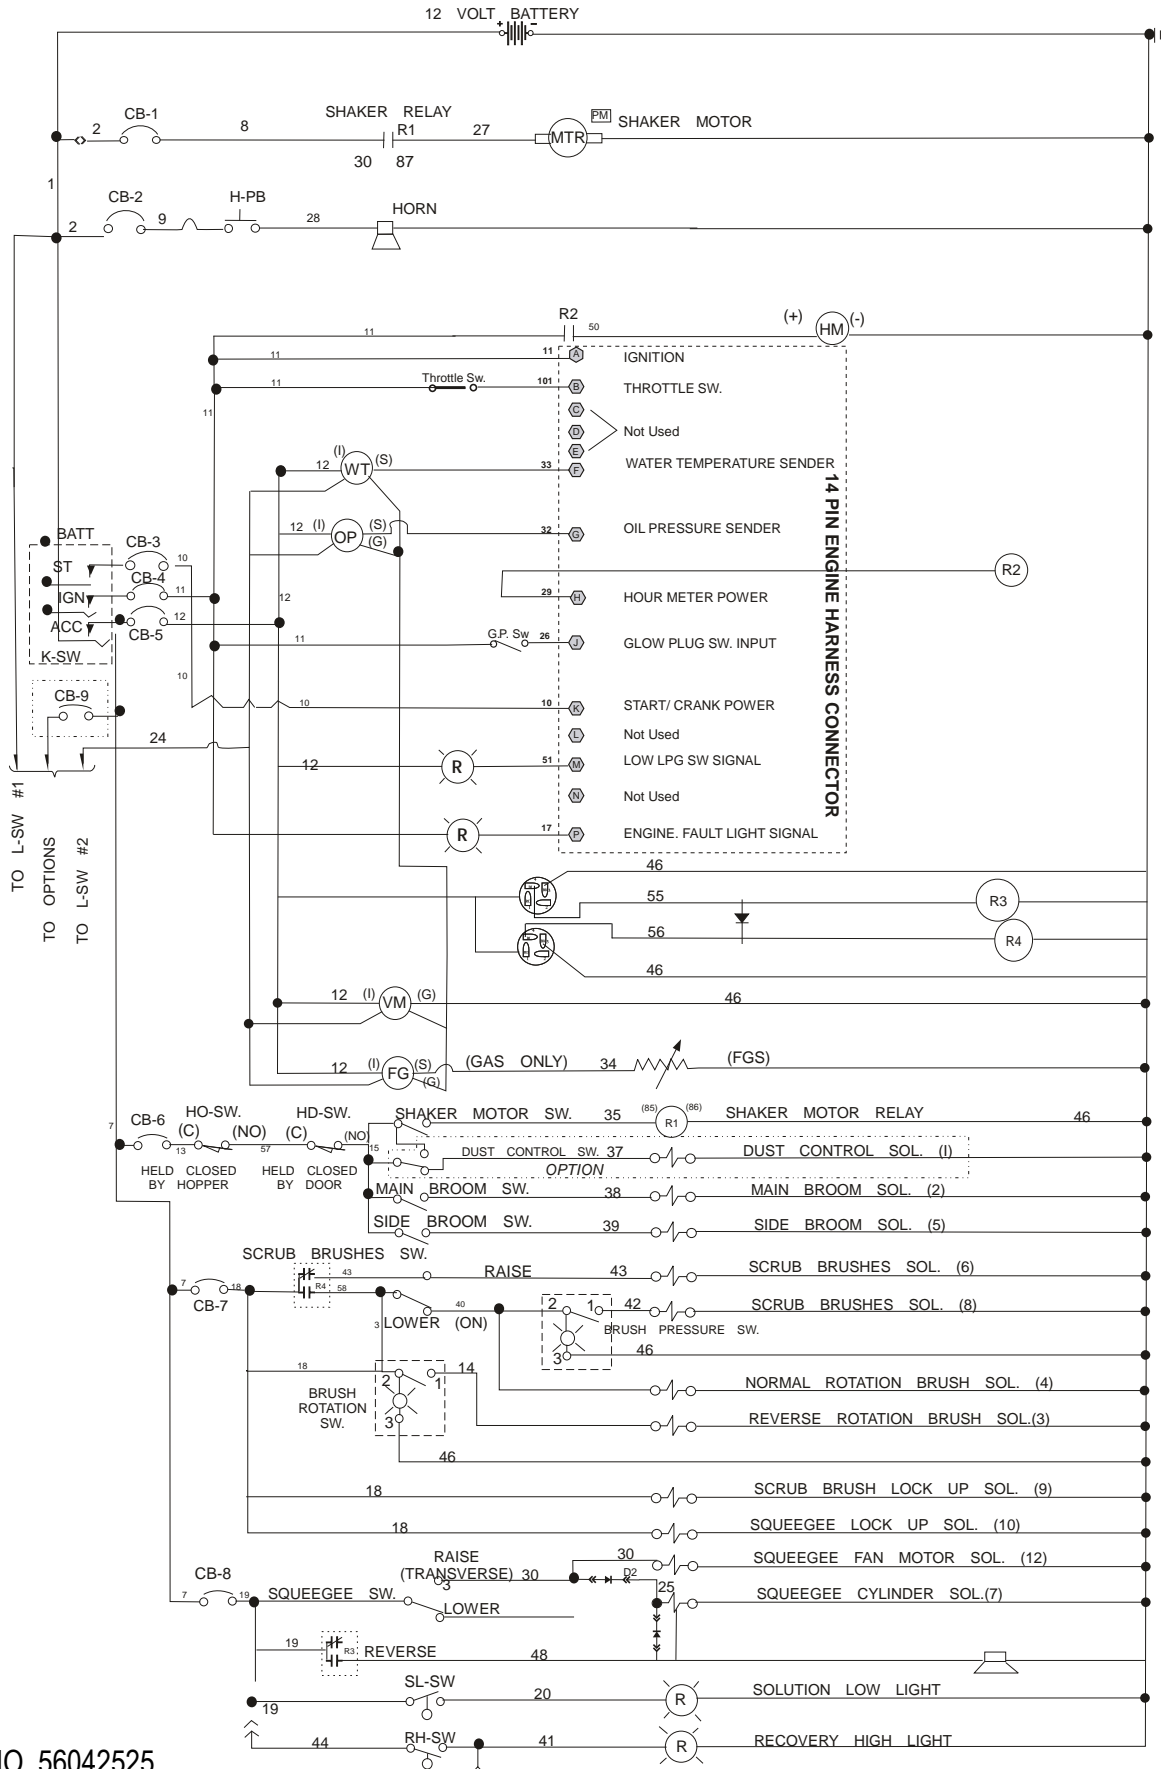 12 VOLT BATTERY
+ −
CB-1
SHAKER RELAY
PM
SHAKER MOTOR
2
8
R1
27
MTR
30 87
1
CB-2
H-PB
HORN
2
9
28
R2
(+)
HM
(-)
11
50
11
11
A
IGNITION
11
Throttle Sw.
101
B
THROTTLE SW.
11
C
D
Not Used
E
12
(I)
WT
(S)
33
F
WATER TEMPERATURE SENDER
14 PIN ENGINE HARNESS CONNECTOR
12
(I)
OP
(S)
(G)
32
G
OIL PRESSURE SENDER
BATT
CB-3
10
ST
CB-4
R2
IGN
11
12
29
H
HOUR METER POWER
ACC
12
CB-5
K-SW
11
G.P. Sw
26
J
GLOW PLUG SW. INPUT
10
CB-9
10
10
K
START/ CRANK POWER
24
L
Not Used
12
R
51
M
LOW LPG SW SIGNAL
N
Not Used
R
17
P
ENGINE. FAULT LIGHT SIGNAL
TO L-SW #1
TO OPTIONS
TO L-SW #2
46
55
R3
56
R4
46
12
(I)
VM
(G)
46
12
(I)
FG
(S)
(G)
(GAS ONLY)
34
(FGS)
7
CB-6
HO-SW.
HD-SW.
SHAKER MOTOR SW.
35
(85)
R1
(86)
SHAKER MOTOR RELAY
46
(C)
(NO)
(C)
(NO)
13
57
15
DUST CONTROL SW.
37
DUST CONTROL SOL. (I)
HELD CLOSED
BY HOPPER
HELD CLOSED
BY DOOR
OPTION
MAIN BROOM SW.
38
MAIN BROOM SOL. (2)
SIDE BROOM SW.
39
SIDE BROOM SOL. (5)
SCRUB BRUSHES SW.
43
RAISE
43
SCRUB BRUSHES SOL. (6)
7
CB-7
18
R4
58
3
LOWER (ON)
40
2
1
42
SCRUB BRUSHES SOL. (8)
BRUSH PRESSURE SW.
3
46
18
2
1
14
NORMAL ROTATION BRUSH SOL. (4)
BRUSH
ROTATION
SW.
3
REVERSE ROTATION BRUSH SOL.(3)
46
18
SCRUB BRUSH LOCK UP SOL. (9)
18
SQUEEGEE LOCK UP SOL. (10)
RAISE
(TRANSVERSE)
3
30
30
D2
SQUEEGEE FAN MOTOR SOL. (12)
7
CB-8
19
SQUEEGEE SW.
LOWER
25
SQUEEGEE CYLINDER SOL.(7)
19
R3
REVERSE
48
SL-SW
19
20
R
SOLUTION LOW LIGHT
44
RH-SW
41
R
RECOVERY HIGH LIGHT
NO 56042525